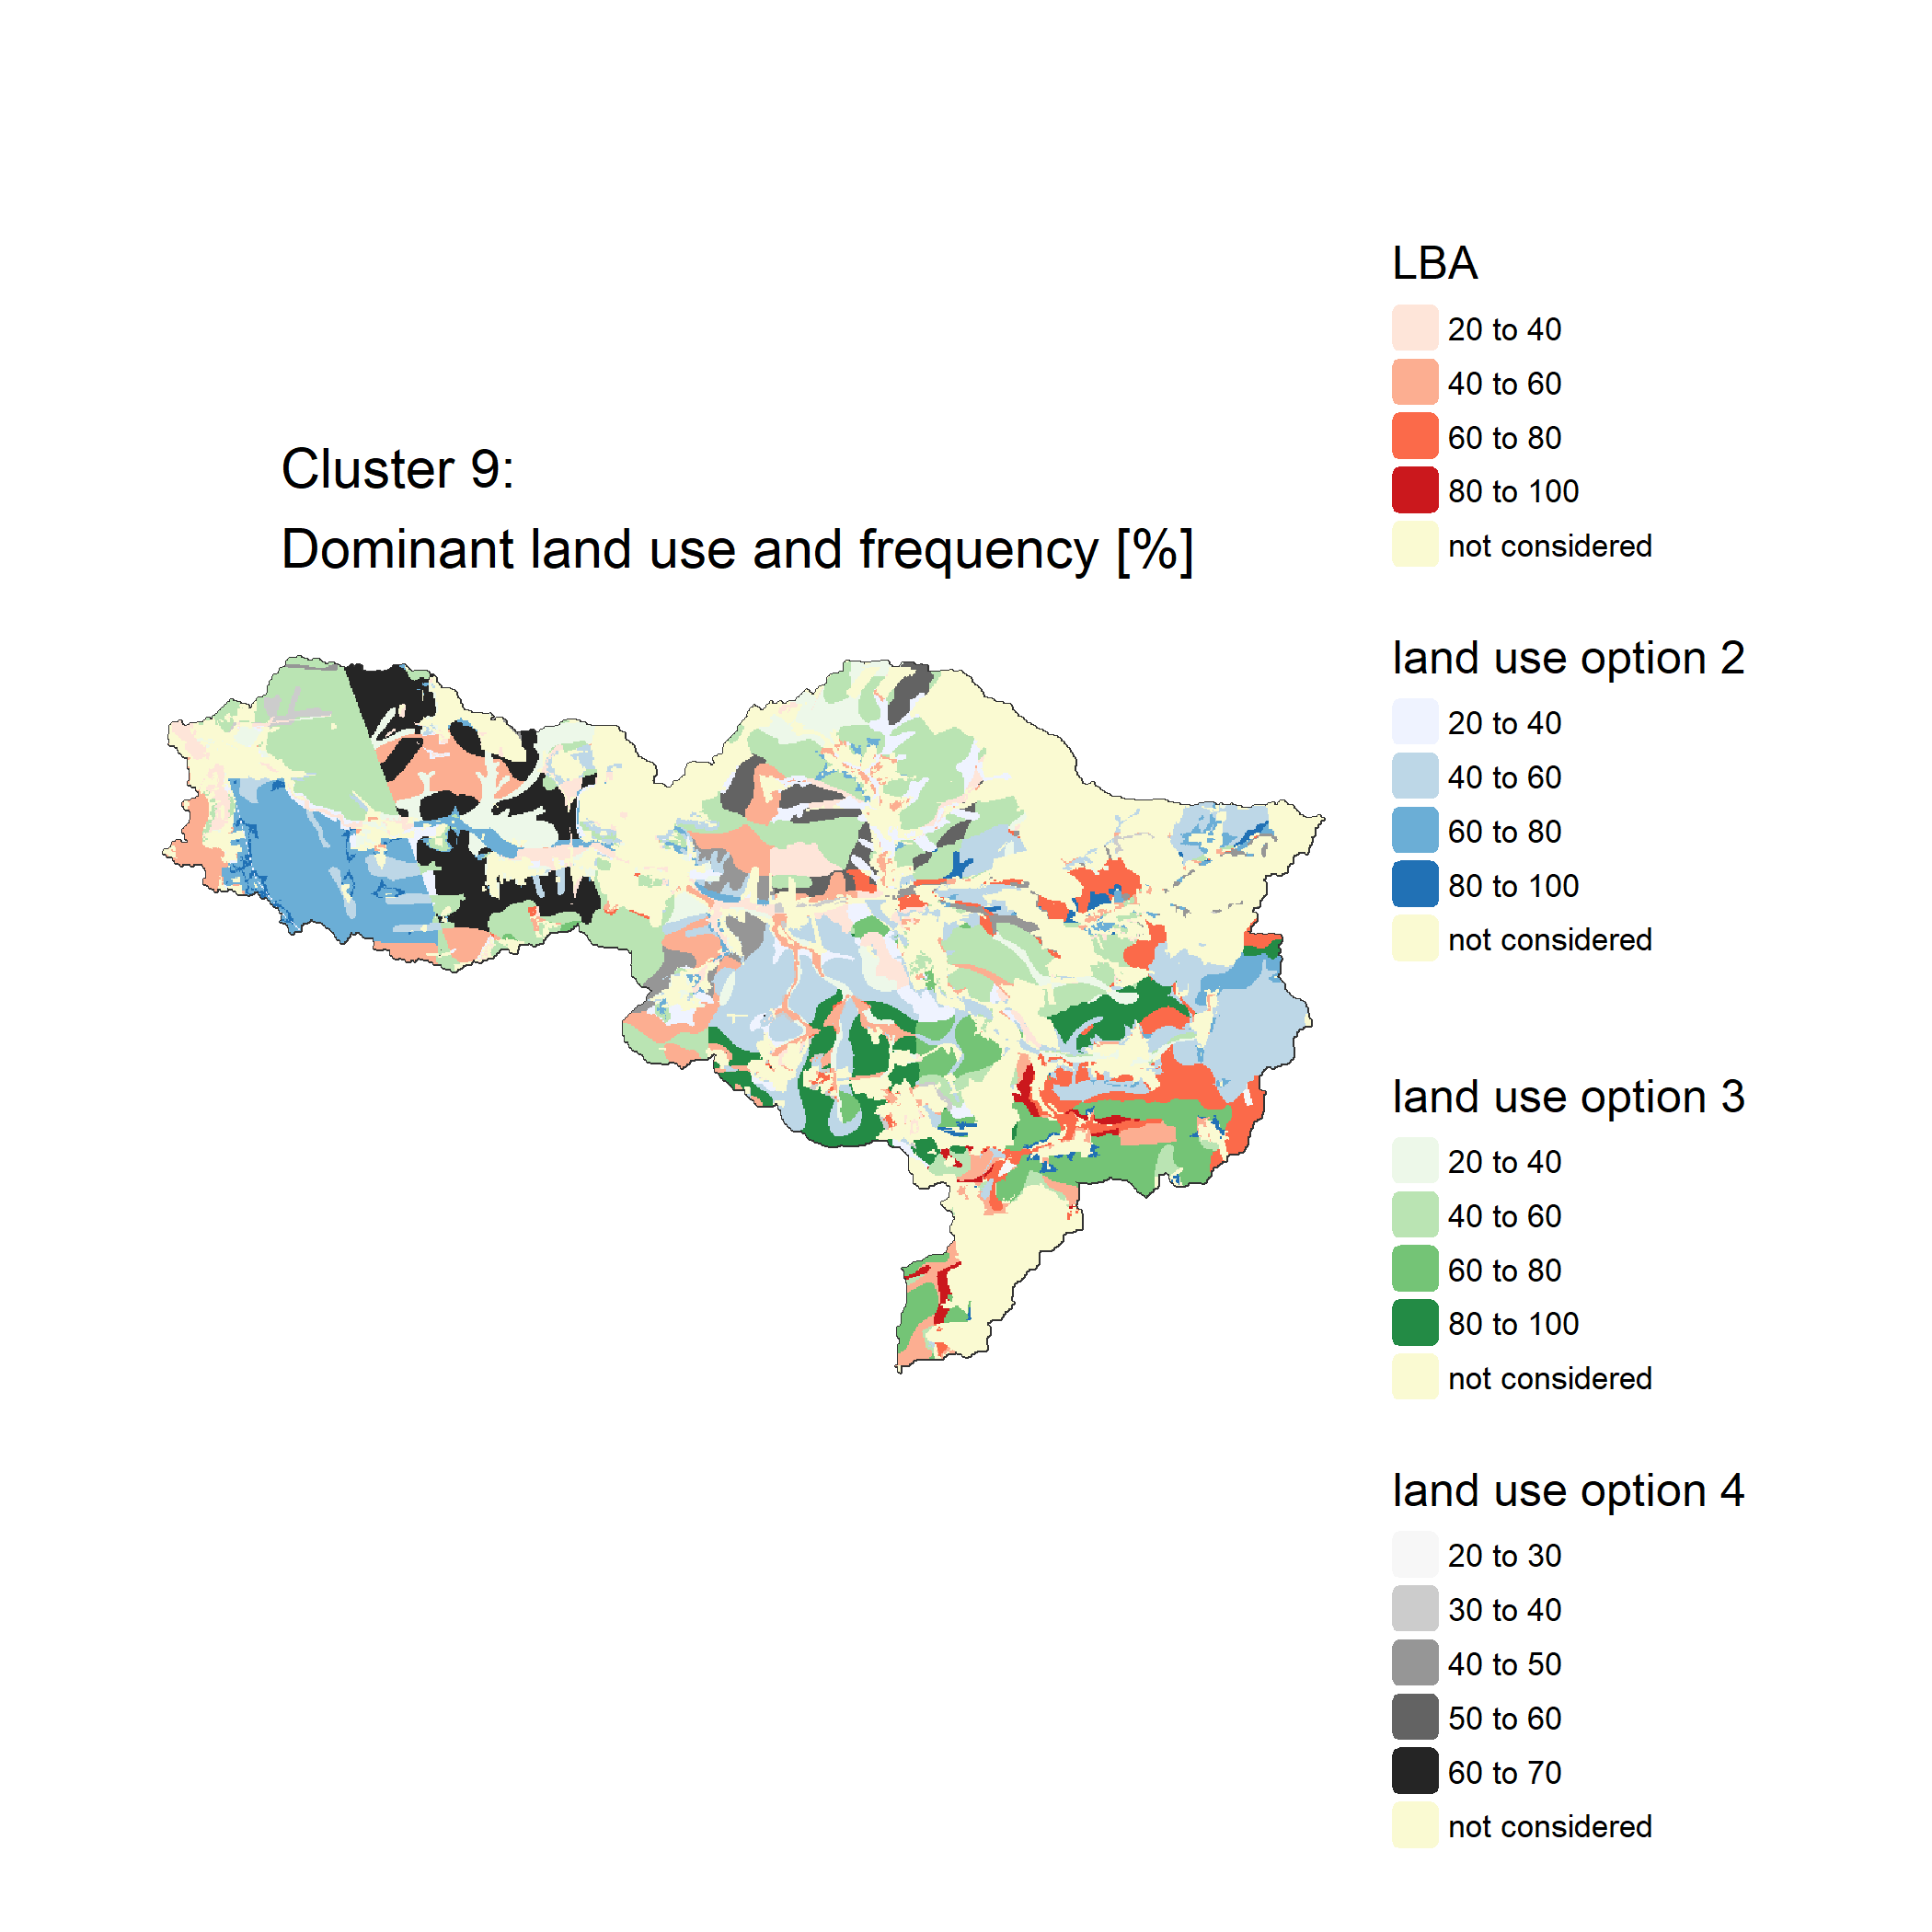 Cluster 9:
Dominant land use and frequency [%]
LBA
20 to 40
40 to 60
60 to 80
80 to 100
not considered
land use option 2
20 to 40
40 to 60
60 to 80
80 to 100
not considered
land use option 3
20 to 40
40 to 60
60 to 80
80 to 100
not considered
land use option 4
20 to 30
30 to 40
40 to 50
50 to 60
60 to 70
not considered